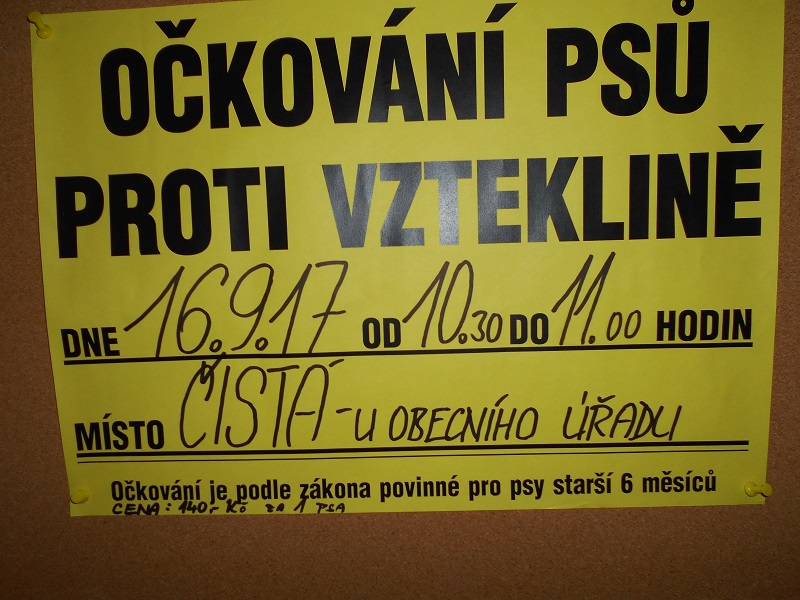 OČKOVÁNÍ PSŮ
PROTI VZTEKLINĚ
DNE 16.9.17 OD 10.30 DO 11.00 HODIN
MÍSTO ČISTÁ - U OBECNÍHO ÚŘADU
Očkování je podle zákona povinné pro psy starší 6 měsíců
CENA: 140,- Kč ZA 1 PSA